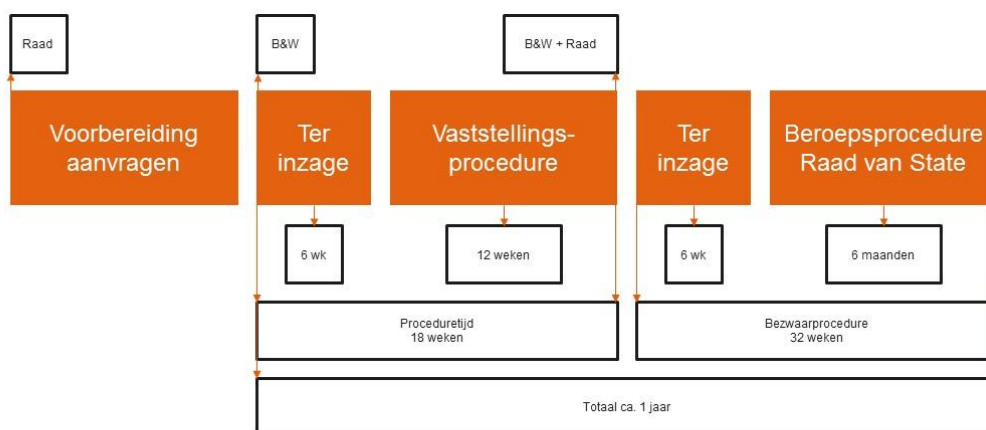 Raad
B&W
B&W + Raad
Voorbereiding
aanvragen
Ter
inzage
Vaststellings-
procedure
Ter
inzage
Beroepsprocedure
Raad van State
6 wk
12 weken
6 wk
6 maanden
Proceduretijd
18 weken
Bezwaarprocedure
32 weken
Totaal ca. 1 jaar